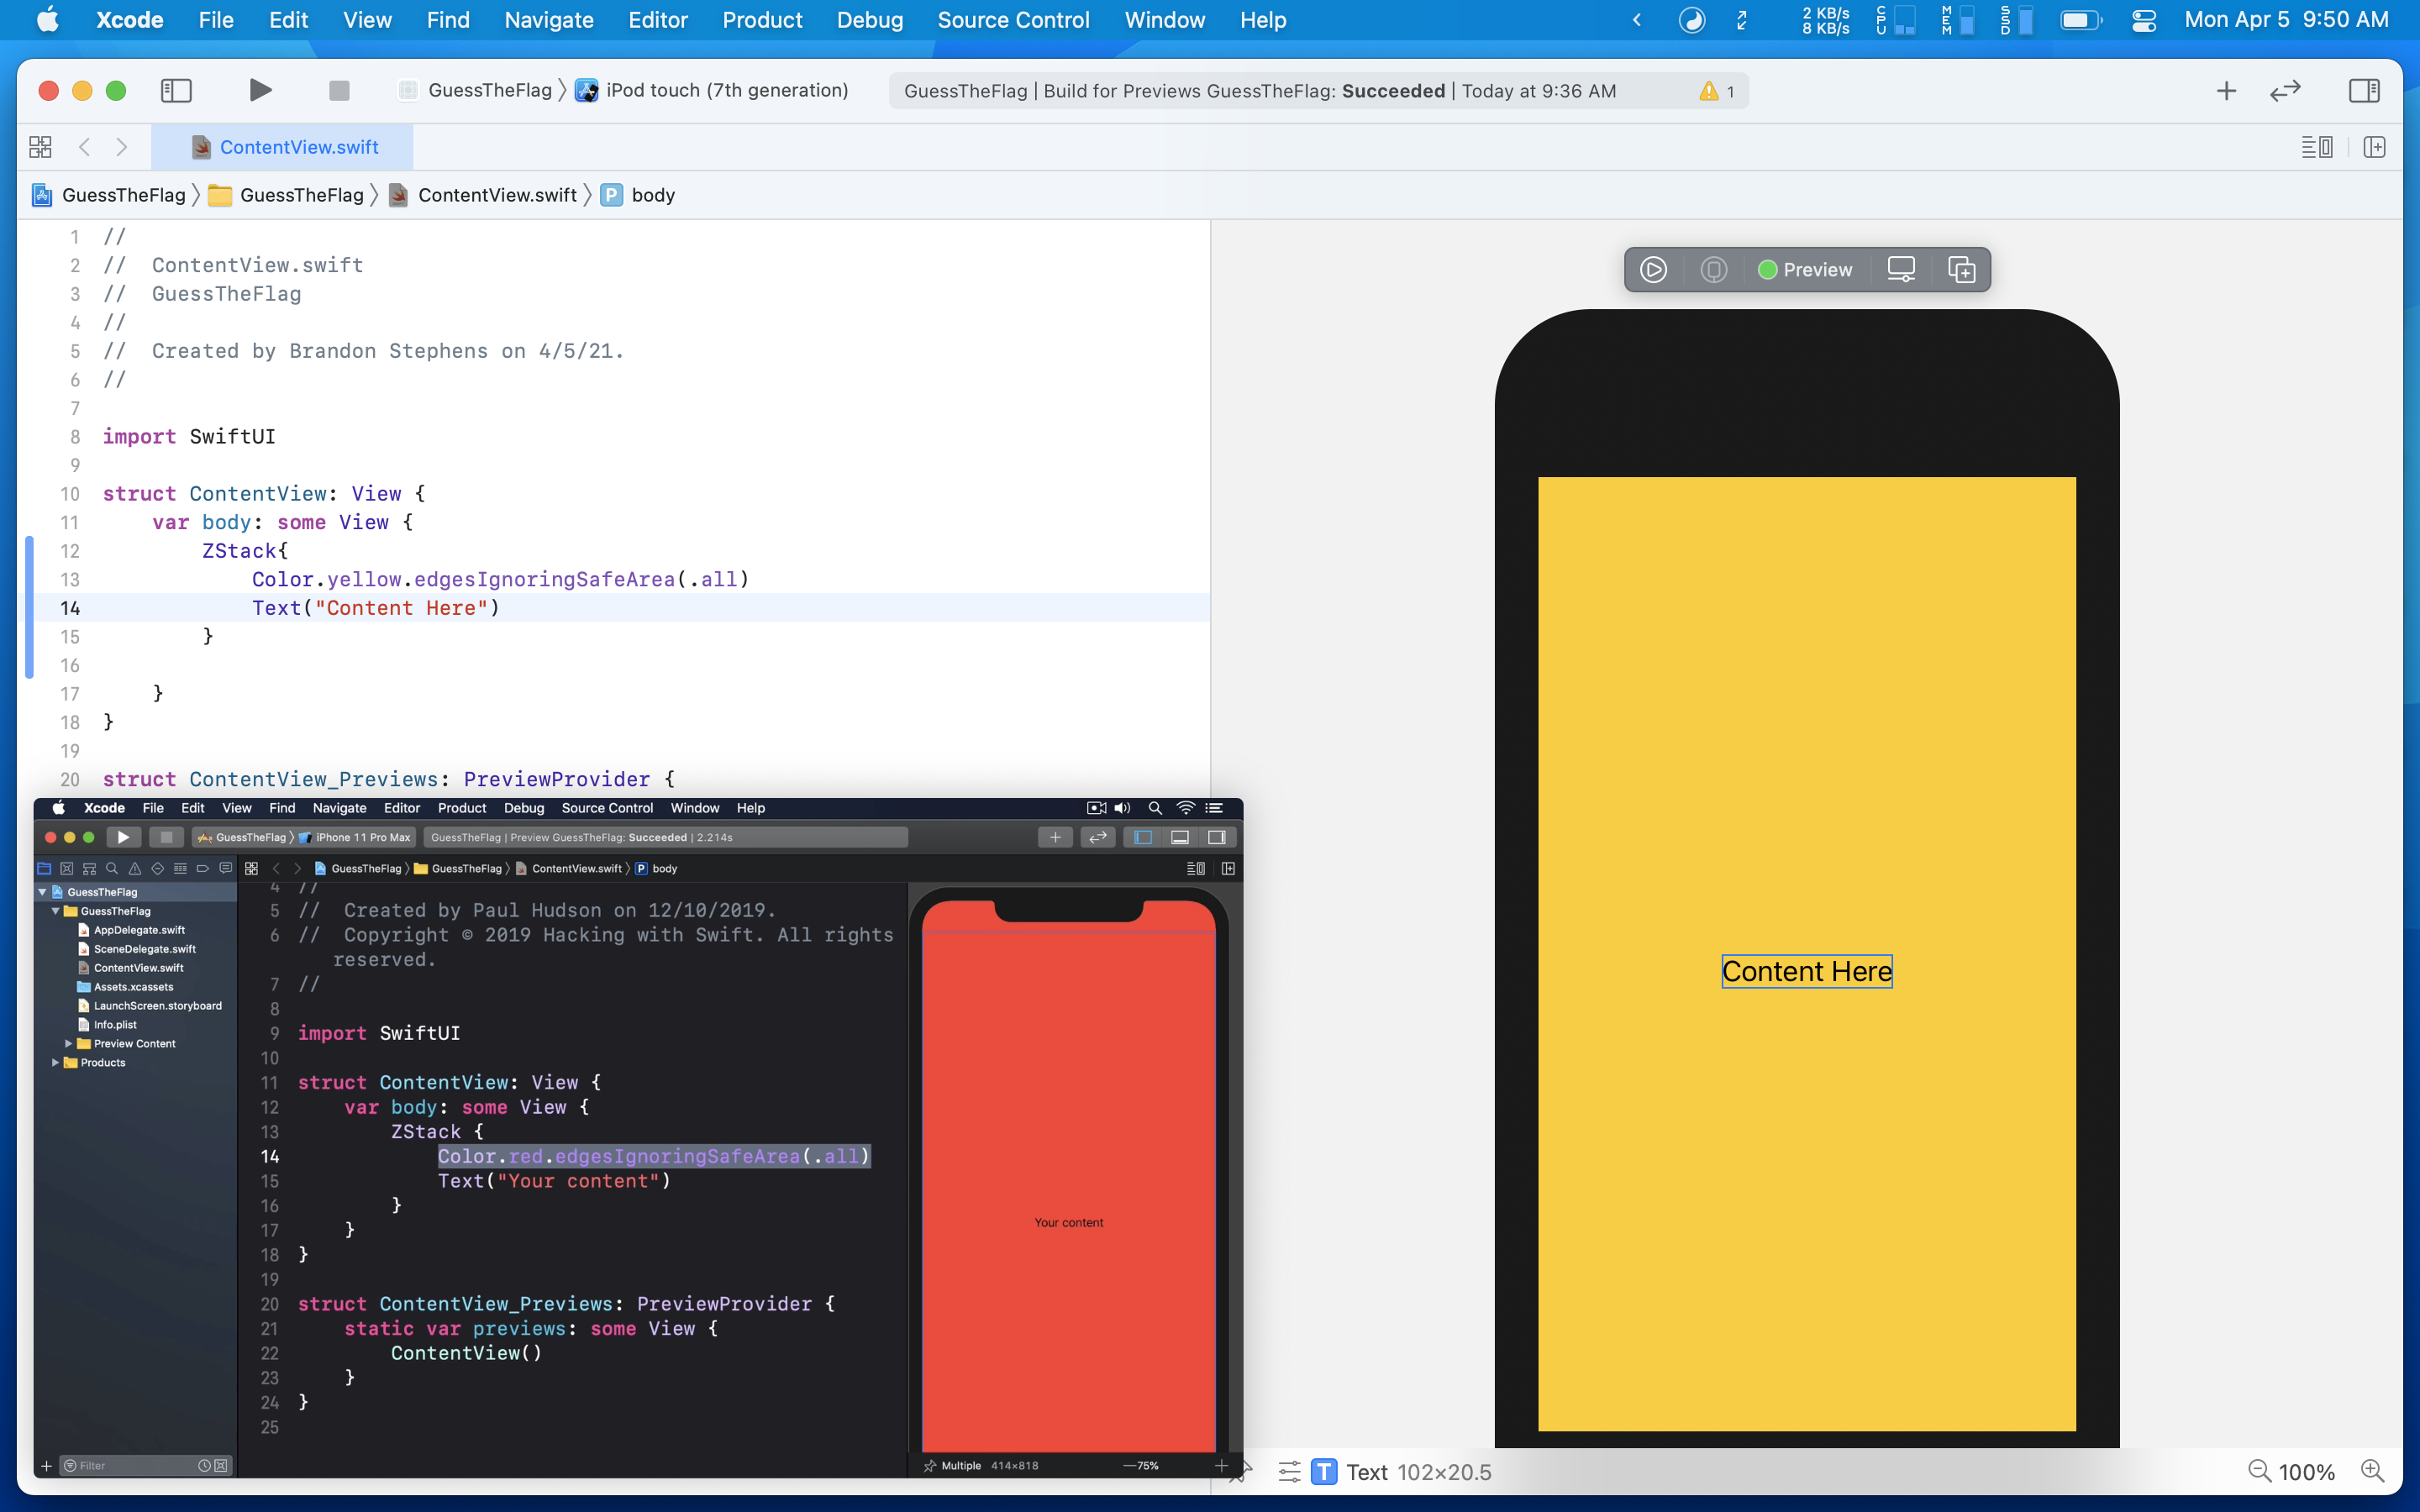 Xcode File Edit View Find Navigate Editor Product Debug Source Control Window Help 2 KB/s 8 KB/s CPU MEM SSD Mon Apr 5 9:50 AM
GuessTheFlag iPod touch (7th generation) GuessTheFlag | Build for Previews GuessTheFlag: Succeeded | Today at 9:36 AM 1
ContentView.swift
GuessTheFlag GuessTheFlag ContentView.swift P body
1 //
2 //  ContentView.swift
3 //  GuessTheFlag
4 //
5 //  Created by Brandon Stephens on 4/5/21.
6 //
7
8 import SwiftUI
9
10 struct ContentView: View {
11     var body: some View {
12         ZStack{
13             Color.yellow.edgesIgnoringSafeArea(.all)
14             Text("Content Here")
15         }
16
17     }
18 }
19
20 struct ContentView_Previews: PreviewProvider {
Preview
Content Here
Xcode File Edit View Find Navigate Editor Product Debug Source Control Window Help
GuessTheFlag iPhone 11 Pro Max GuessTheFlag | Preview GuessTheFlag: Succeeded | 2.214s
GuessTheFlag GuessTheFlag ContentView.swift P body
GuessTheFlag
GuessTheFlag
AppDelegate.swift
SceneDelegate.swift
ContentView.swift
Assets.xcassets
LaunchScreen.storyboard
Info.plist
Preview Content
Products
Filter
4 //
5 //  Created by Paul Hudson on 12/10/2019.
6 //  Copyright © 2019 Hacking with Swift. All rights
reserved.
7 //
8
9 import SwiftUI
10
11 struct ContentView: View {
12     var body: some View {
13         ZStack {
14             Color.red.edgesIgnoringSafeArea(.all)
15             Text("Your content")
16         }
17     }
18 }
19
20 struct ContentView_Previews: PreviewProvider {
21     static var previews: some View {
22         ContentView()
23     }
24 }
25
Your content
Multiple 414×818 75%
T Text 102×20.5 100%